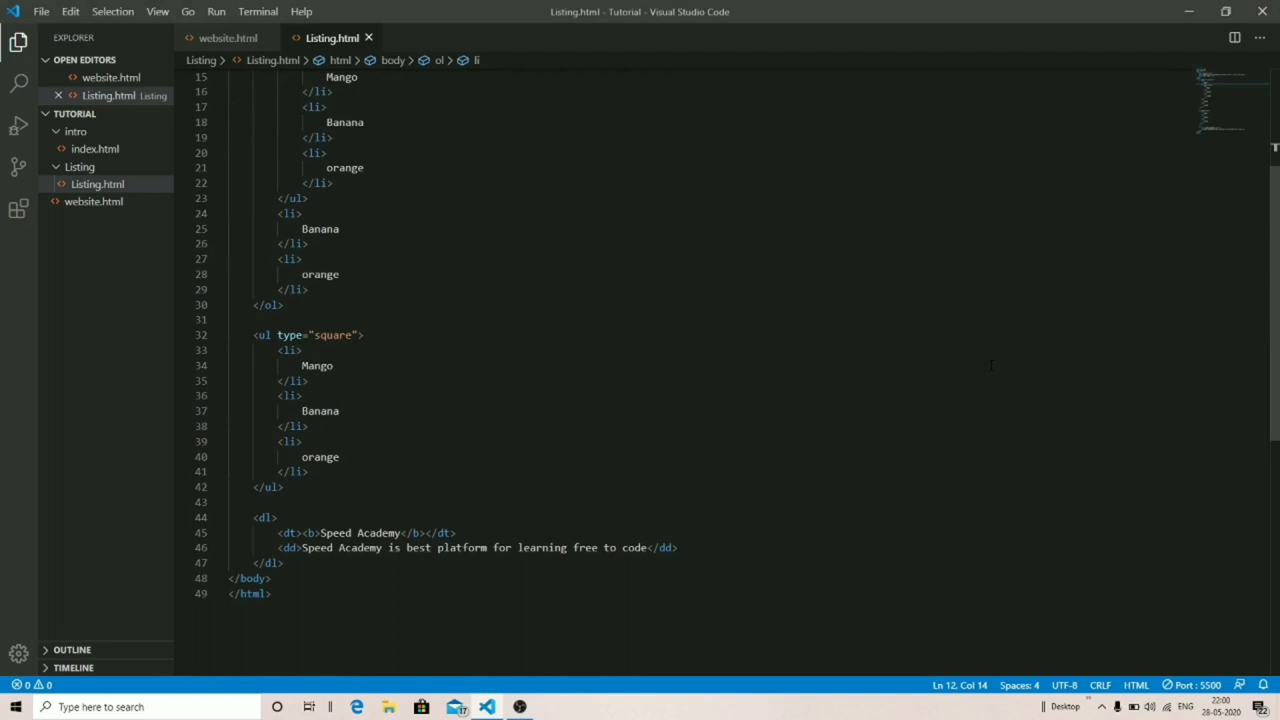 File Edit Selection View Go Run Terminal Help
Listing.html - Tutorial - Visual Studio Code
EXPLORER
OPEN EDITORS
website.html
Listing.html Listing
TUTORIAL
intro
index.html
Listing
Listing.html
website.html
OUTLINE
TIMELINE
website.html Listing.html
Listing > Listing.html > html > body > ol > li
15 Mango
16 </li>
17 <li>
18 Banana
19 </li>
20 <li>
21 orange
22 </li>
23 </ul>
24 <li>
25 Banana
26 </li>
27 <li>
28 orange
29 </li>
30 </ol>
31
32 <ul type="square">
33 <li>
34 Mango
35 </li>
36 <li>
37 Banana
38 </li>
39 <li>
40 orange
41 </li>
42 </ul>
43
44 <dl>
45 <dt><b>Speed Academy</b></dt>
46 <dd>Speed Academy is best platform for learning free to code</dd>
47 </dl>
48 </body>
49 </html>
0 0 Ln 12, Col 14 Spaces: 4 UTF-8 CRLF HTML Port : 5500
Type here to search
17
Desktop
ENG
22:00
28-05-2020
22